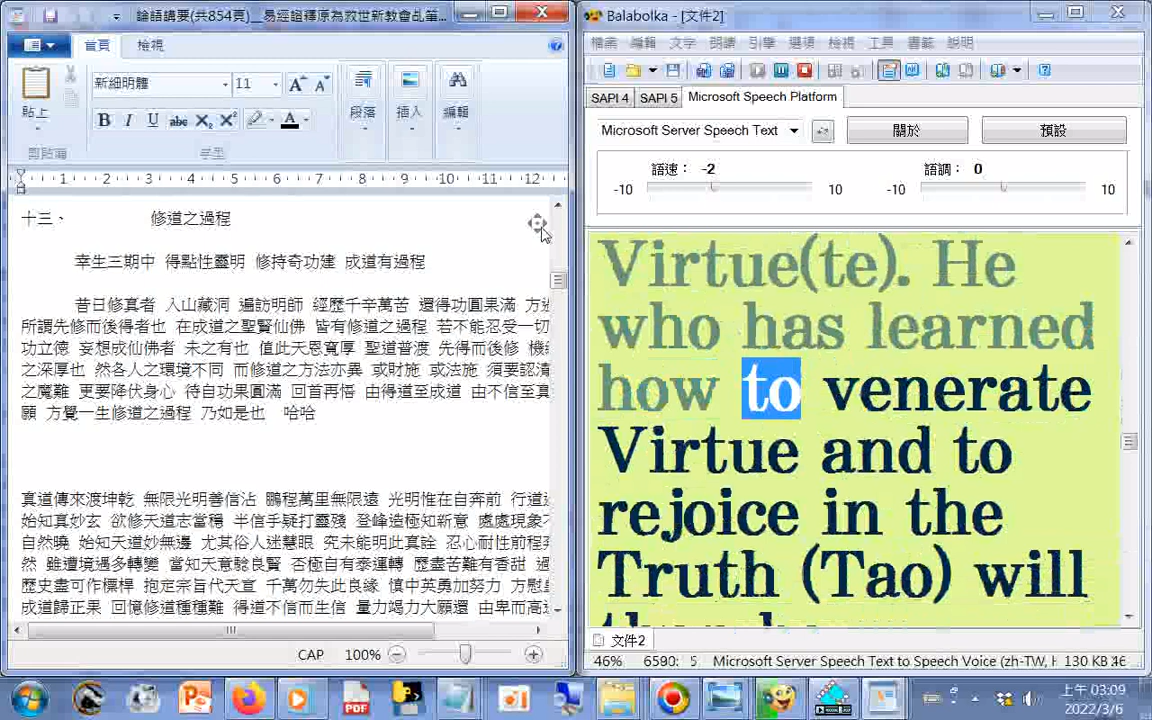 論語講要(共854頁)__易經證釋原為救世新教會乩筆...
首頁
檢視
貼上
新細明體
11
段落
插入
編輯
剪貼簿
字型
1 2 3 4 5 6 7 8 9 10 11 12
十三、 修道之過程
幸生三期中 得點性靈明 修持奇功建 成道有過程
昔日修真者 入山藏洞 遍訪明師 經歷千辛萬苦 還得功圓果滿 方
所謂先修而後得者也 在成道之聖賢仙佛 皆有修道之過程 若不能忍受一切
功立德 妄想成仙佛者 未之有也 值此天恩寬厚 聖道普渡 先得而後修 機
之深厚也 然各人之環境不同 而修道之方法亦異 或財施 或法施 須要認清
之魔難 更要降伏身心 待自功果圓滿 回首再悟 由得道至成道 由不信至真
願 方覺一生修道之過程 乃如是也 哈哈
真道傳來渡坤乾 無限光明善信沾 鵬程萬里無限遠 光明惟在自奔前 行道
始知真妙玄 欲修天道志當穩 半信半疑打靈殘 登峰造極知新意 處處現象
自然曉 始知天道妙無邊 尤其俗人迷慧眼 究未能明此真詮 忍心耐性前程
然 雖遭境遇多轉變 當知天意驗良賢 否極自有泰運轉 歷盡苦難有香甜
歷史盡可作標桿 抱定宗旨代天宣 千萬勿失此良緣 慎中英勇加努力 方慰
成道歸正果 回憶修道種種難 得道不信而生信 量力竭力大願還 由卑而高
CAP 100%
Balabolka - [文件2]
檔案 編輯 文字 朗讀 引擎 選項 檢視 工具 書籤 說明
SAPI 4 SAPI 5 Microsoft Speech Platform
Microsoft Server Speech Text
關於
預設
語速： -2
語調： 0
-10 10 -10 10
Virtue(te). He
who has learned
how to venerate
Virtue and to
rejoice in the
Truth (Tao) will
文件2
46% 6590: 5 Microsoft Server Speech Text to Speech Voice (zh-TW, H 130 KB
上午 03:09
2022/3/6